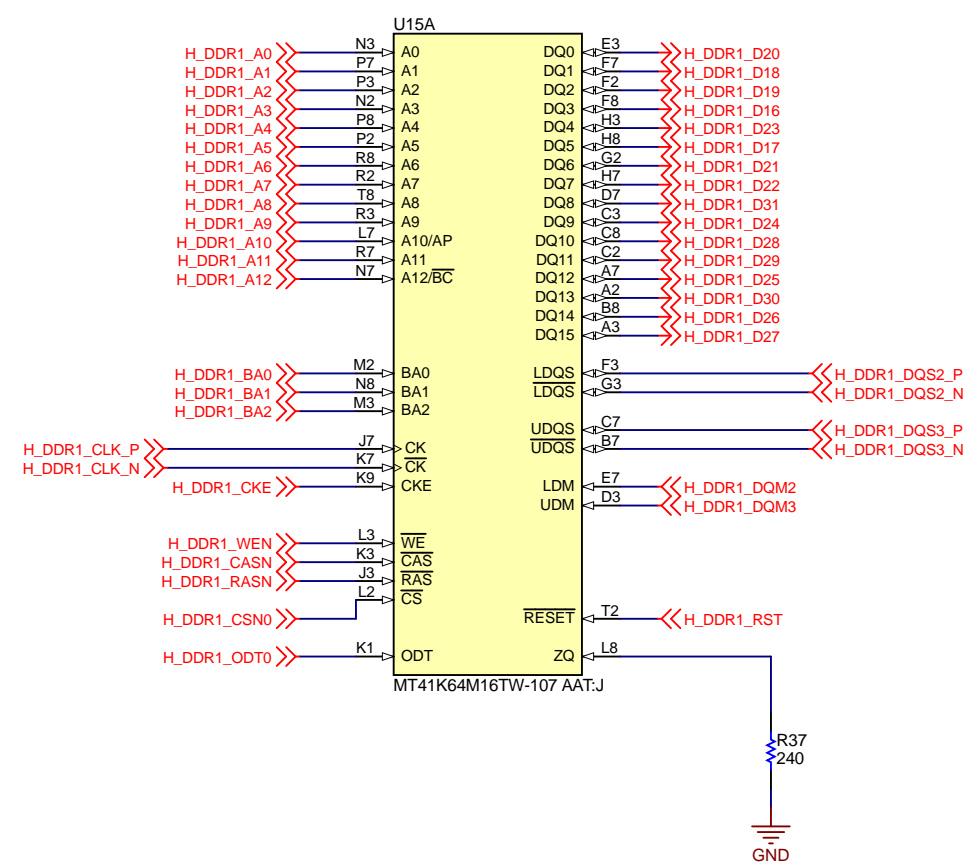 U15A
H_DDR1_A0 N3 A0 DQ0 E3 H_DDR1_D20
H_DDR1_A1 P7 A1 DQ1 F7 H_DDR1_D18
H_DDR1_A2 P3 A2 DQ2 F2 H_DDR1_D19
H_DDR1_A3 N2 A3 DQ3 F8 H_DDR1_D16
H_DDR1_A4 P8 A4 DQ4 H3 H_DDR1_D23
H_DDR1_A5 P2 A5 DQ5 H8 H_DDR1_D17
H_DDR1_A6 R8 A6 DQ6 G2 H_DDR1_D21
H_DDR1_A7 R2 A7 DQ7 H7 H_DDR1_D22
H_DDR1_A8 T8 A8 DQ8 D7 H_DDR1_D31
H_DDR1_A9 R3 A9 DQ9 C3 H_DDR1_D24
H_DDR1_A10 L7 A10/AP DQ10 C8 H_DDR1_D28
H_DDR1_A11 R7 A11 DQ11 C2 H_DDR1_D29
H_DDR1_A12 N7 A12/BC DQ12 A7 H_DDR1_D25
DQ13 A2 H_DDR1_D30
DQ14 B8 H_DDR1_D26
DQ15 A3 H_DDR1_D27
H_DDR1_BA0 M2 BA0 LDQS F3 H_DDR1_DQS2_P
H_DDR1_BA1 N8 BA1 LDQS G3 H_DDR1_DQS2_N
H_DDR1_BA2 M3 BA2
UDQS C7 H_DDR1_DQS3_P
H_DDR1_CLK_P J7 CK UDQS B7 H_DDR1_DQS3_N
H_DDR1_CLK_N K7 CK
H_DDR1_CKE K9 CKE LDM E7 H_DDR1_DQM2
UDM D3 H_DDR1_DQM3
H_DDR1_WEN L3 WE
H_DDR1_CASN K3 CAS
H_DDR1_RASN J3 RAS
L2 CS
H_DDR1_CSN0 RESET T2 H_DDR1_RST
H_DDR1_ODT0 K1 ODT ZQ L8
MT41K64M16TW-107 AAT:J
R37
240
GND